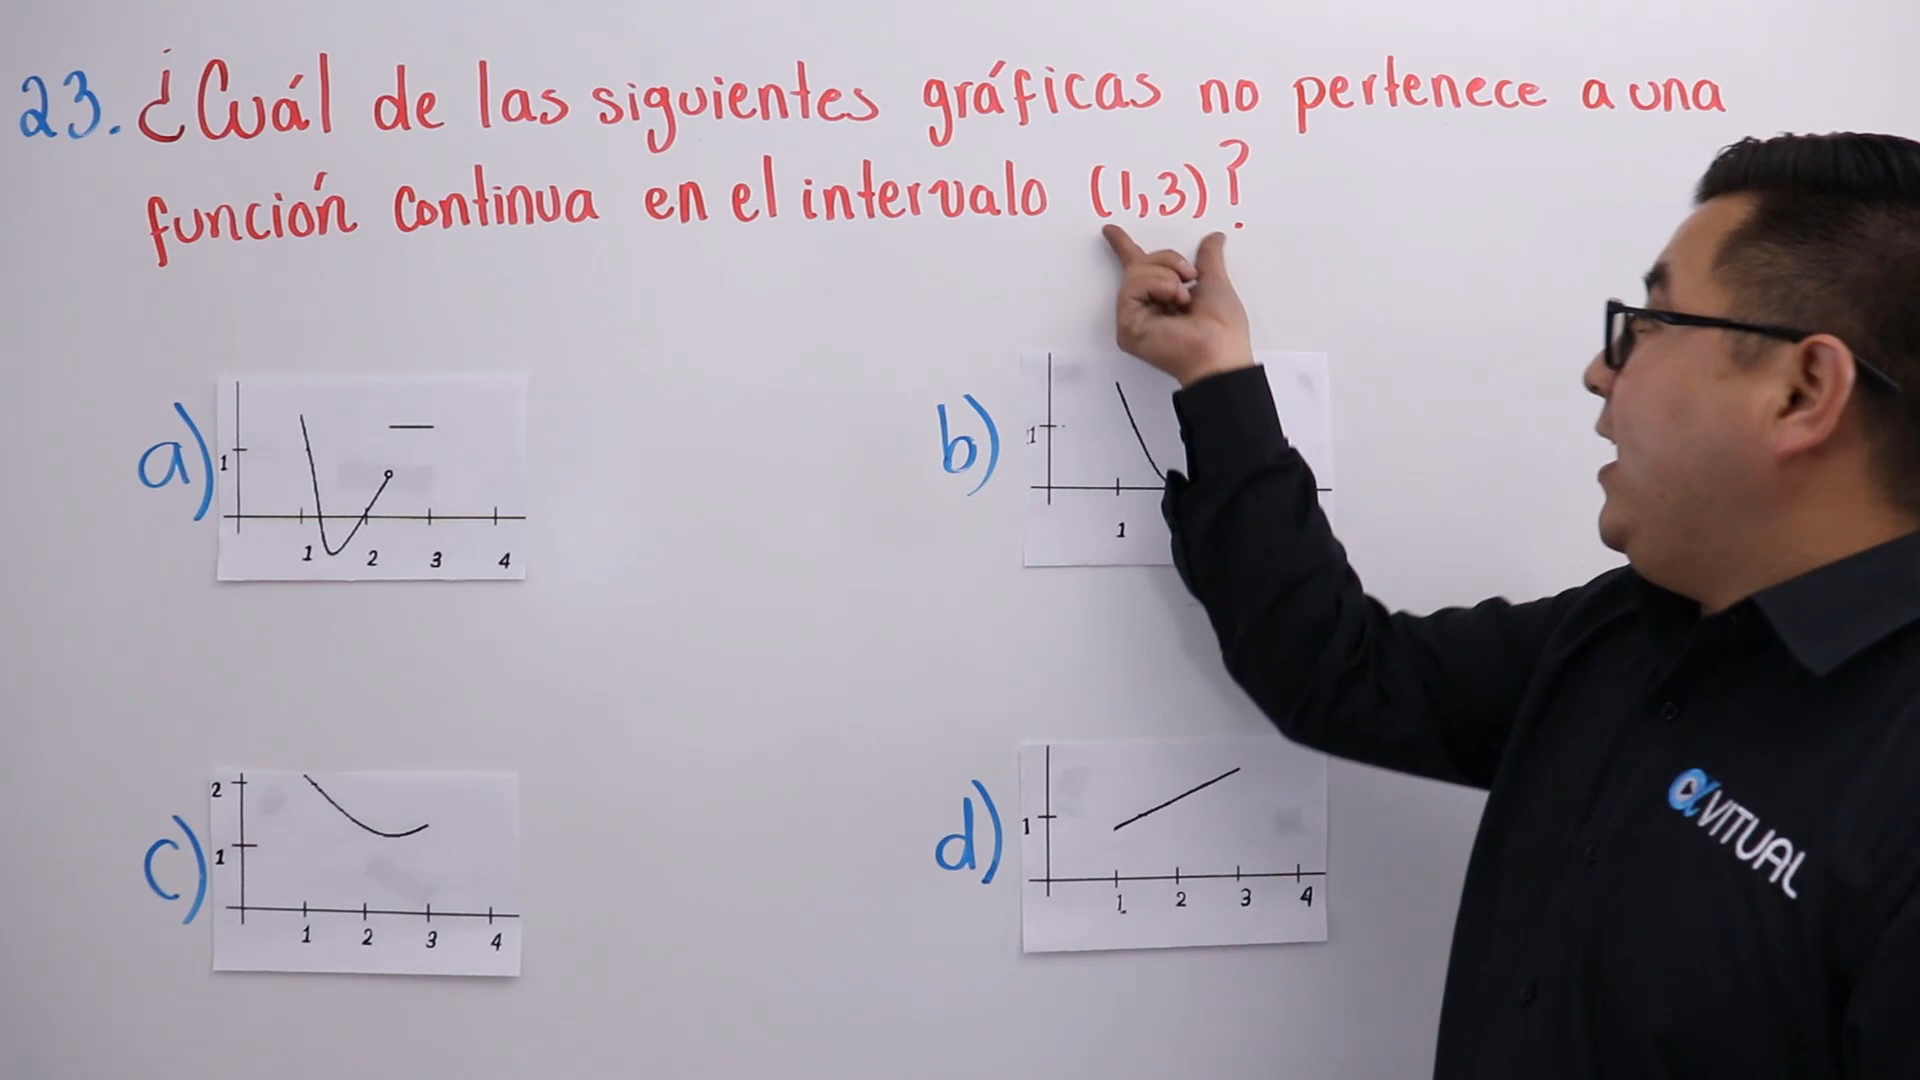 23. ¿Cuál de las siguientes gráficas no pertenece a una
función continua en el intervalo (1,3)?
a)
1
1 2 3 4
b)
1
1
c)
2
1
1 2 3 4
d)
1
1 2 3 4
αVITUAL